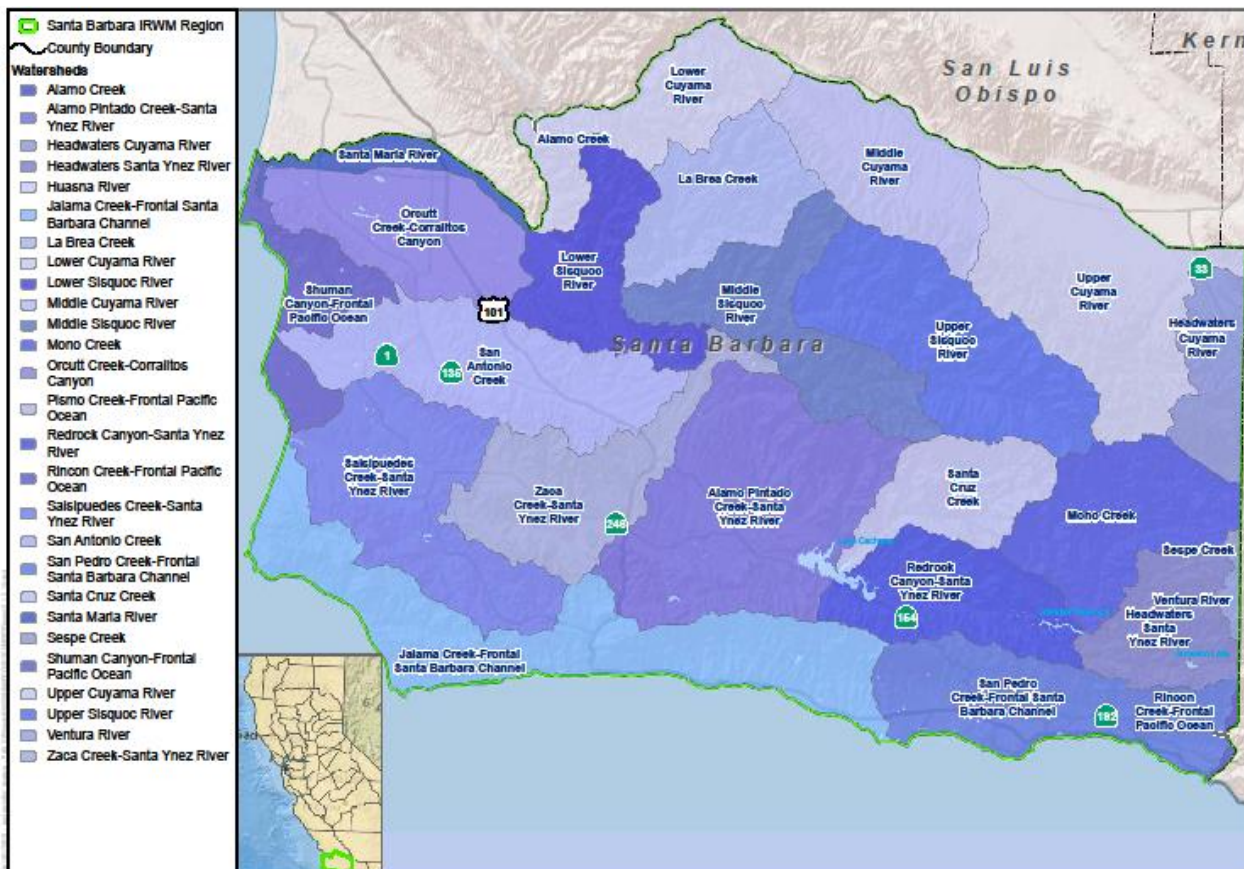 Santa Barbara IRWM Region
County Boundary
Watersheds
Alamo Creek
Alamo Pintado Creek-Santa
Ynez River
Headwaters Cuyama River
Headwaters Santa Ynez River
Huasna River
Jalama Creek-Frontal Santa
Barbara Channel
La Brea Creek
Lower Cuyama River
Lower Sisquoc River
Middle Cuyama River
Middle Sisquoc River
Mono Creek
Orcutt Creek-Corralitos
Canyon
Pismo Creek-Frontal Pacific
Ocean
Redrock Canyon-Santa Ynez
River
Rincon Creek-Frontal Pacific
Ocean
Salsipuedes Creek-Santa
Ynez River
San Antonio Creek
San Pedro Creek-Frontal
Santa Barbara Channel
Santa Cruz Creek
Santa Maria River
Sespe Creek
Shuman Canyon-Frontal
Pacific Ocean
Upper Cuyama River
Upper Sisquoc River
Ventura River
Zaca Creek-Santa Ynez River
Kern
San Luis
Obispo
Lower
Cuyama
River
Alamo Creek
Santa Maria River
La Brea Creek
Middle
Cuyama
River
Orcutt
Creek-Corralitos
Canyon
Lower
Sisquoc
River
Shuman
Canyon-Frontal
Pacific Ocean
101
Middle
Sisquoc
River
Upper
Cuyama
River
33
Headwaters
Cuyama
River
Upper
Sisquoc
River
Santa Barbara
1
135
San
Antonio
Creek
Salsipuedes
Creek-Santa
Ynez River
Zaca
Creek-Santa
Ynez River
246
Alamo Pintado
Creek-Santa
Ynez River
Santa
Cruz
Creek
Mono Creek
Sespe Creek
Redrock
Canyon-Santa
Ynez River
154
Ventura River
Headwaters
Santa
Ynez River
Jalama Creek-Frontal
Santa Barbara Channel
San Pedro
Creek-Frontal Santa
Barbara Channel
192
Rincon
Creek-Frontal
Pacific Ocean